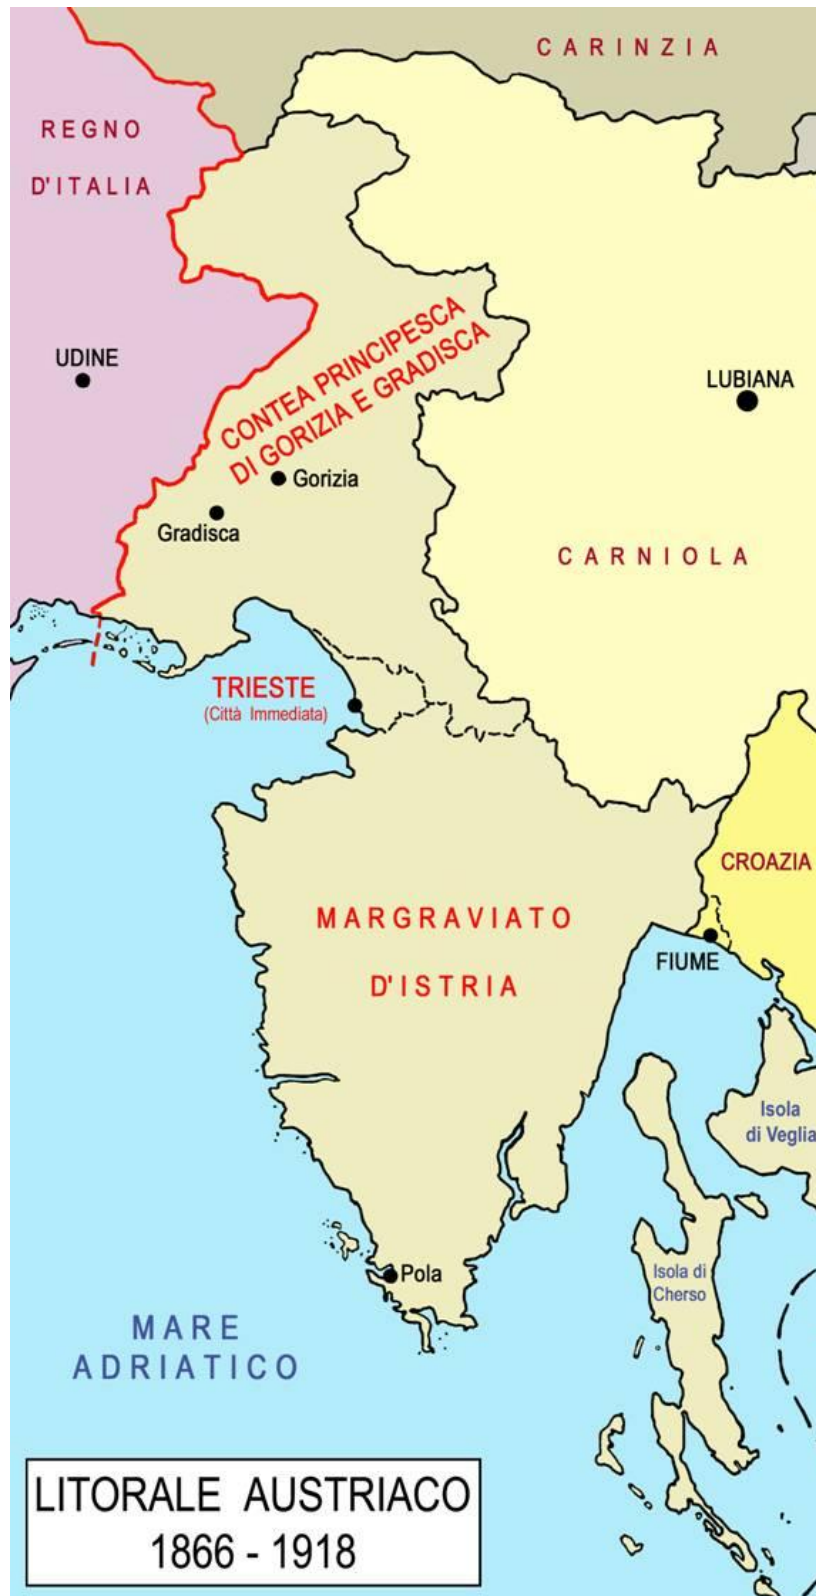 CARINZIA
REGNO
D'ITALIA
UDINE
CONTEA PRINCIPESCA
DI GORIZIA E GRADISCA
LUBIANA
Gorizia
Gradisca
CARNIOLA
TRIESTE
(Città Immediata)
CROAZIA
MARGRAVIATO
D'ISTRIA
FIUME
Isola
di Veglia
Isola di
Cherso
Pola
MARE
ADRIATICO
LITORALE AUSTRIACO
1866 - 1918